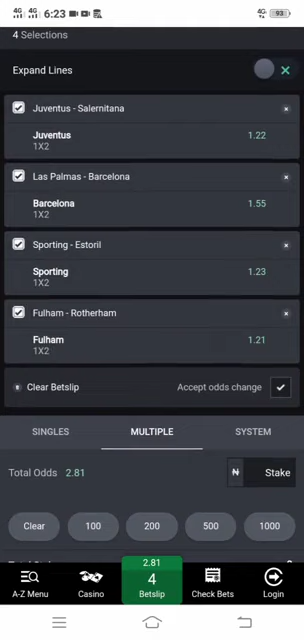 4G 4G 6:23 4G 93
4 Selections
Expand Lines
Juventus - Salernitana
Juventus 1.22
1X2
Las Palmas - Barcelona
Barcelona 1.55
1X2
Sporting - Estoril
Sporting 1.23
1X2
Fulham - Rotherham
Fulham 1.21
1X2
Clear Betslip Accept odds change
SINGLES MULTIPLE SYSTEM
Total Odds 2.81 ₦ Stake
Clear 100 200 500 1000
2.81
4
A-Z Menu Casino Betslip Check Bets Login